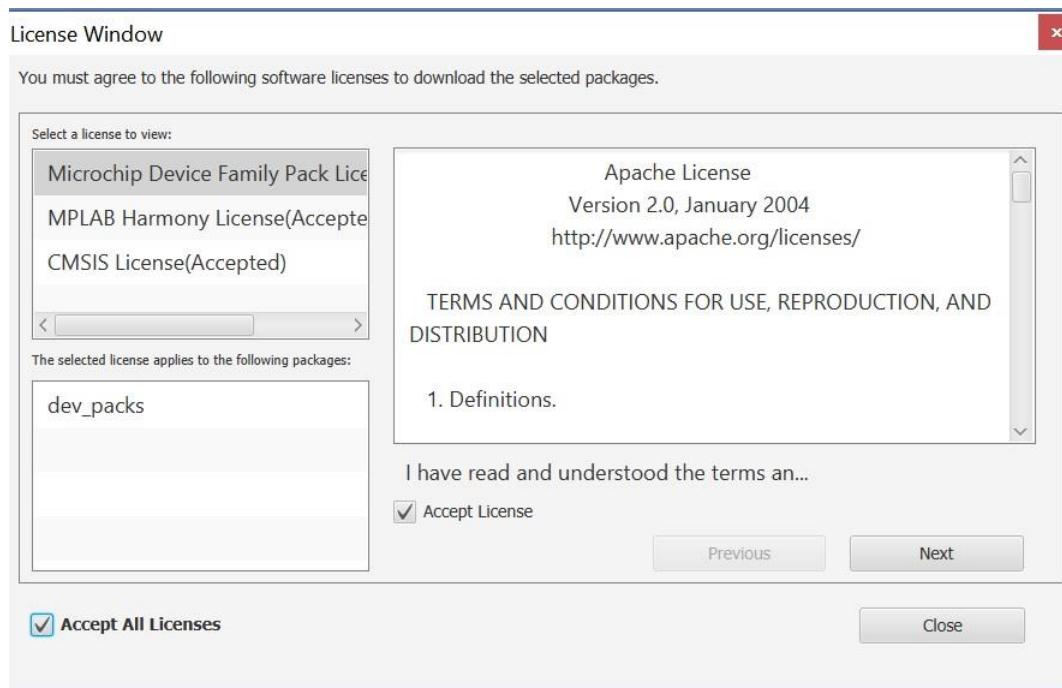 License Window
You must agree to the following software licenses to download the selected packages.
Select a license to view:
Microchip Device Family Pack Lice
MPLAB Harmony License(Accepte
CMSIS License(Accepted)
The selected license applies to the following packages:
dev_packs
Apache License
Version 2.0, January 2004
http://www.apache.org/licenses/
TERMS AND CONDITIONS FOR USE, REPRODUCTION, AND
DISTRIBUTION
1. Definitions.
I have read and understood the terms an...
Accept License
Previous
Next
Accept All Licenses
Close